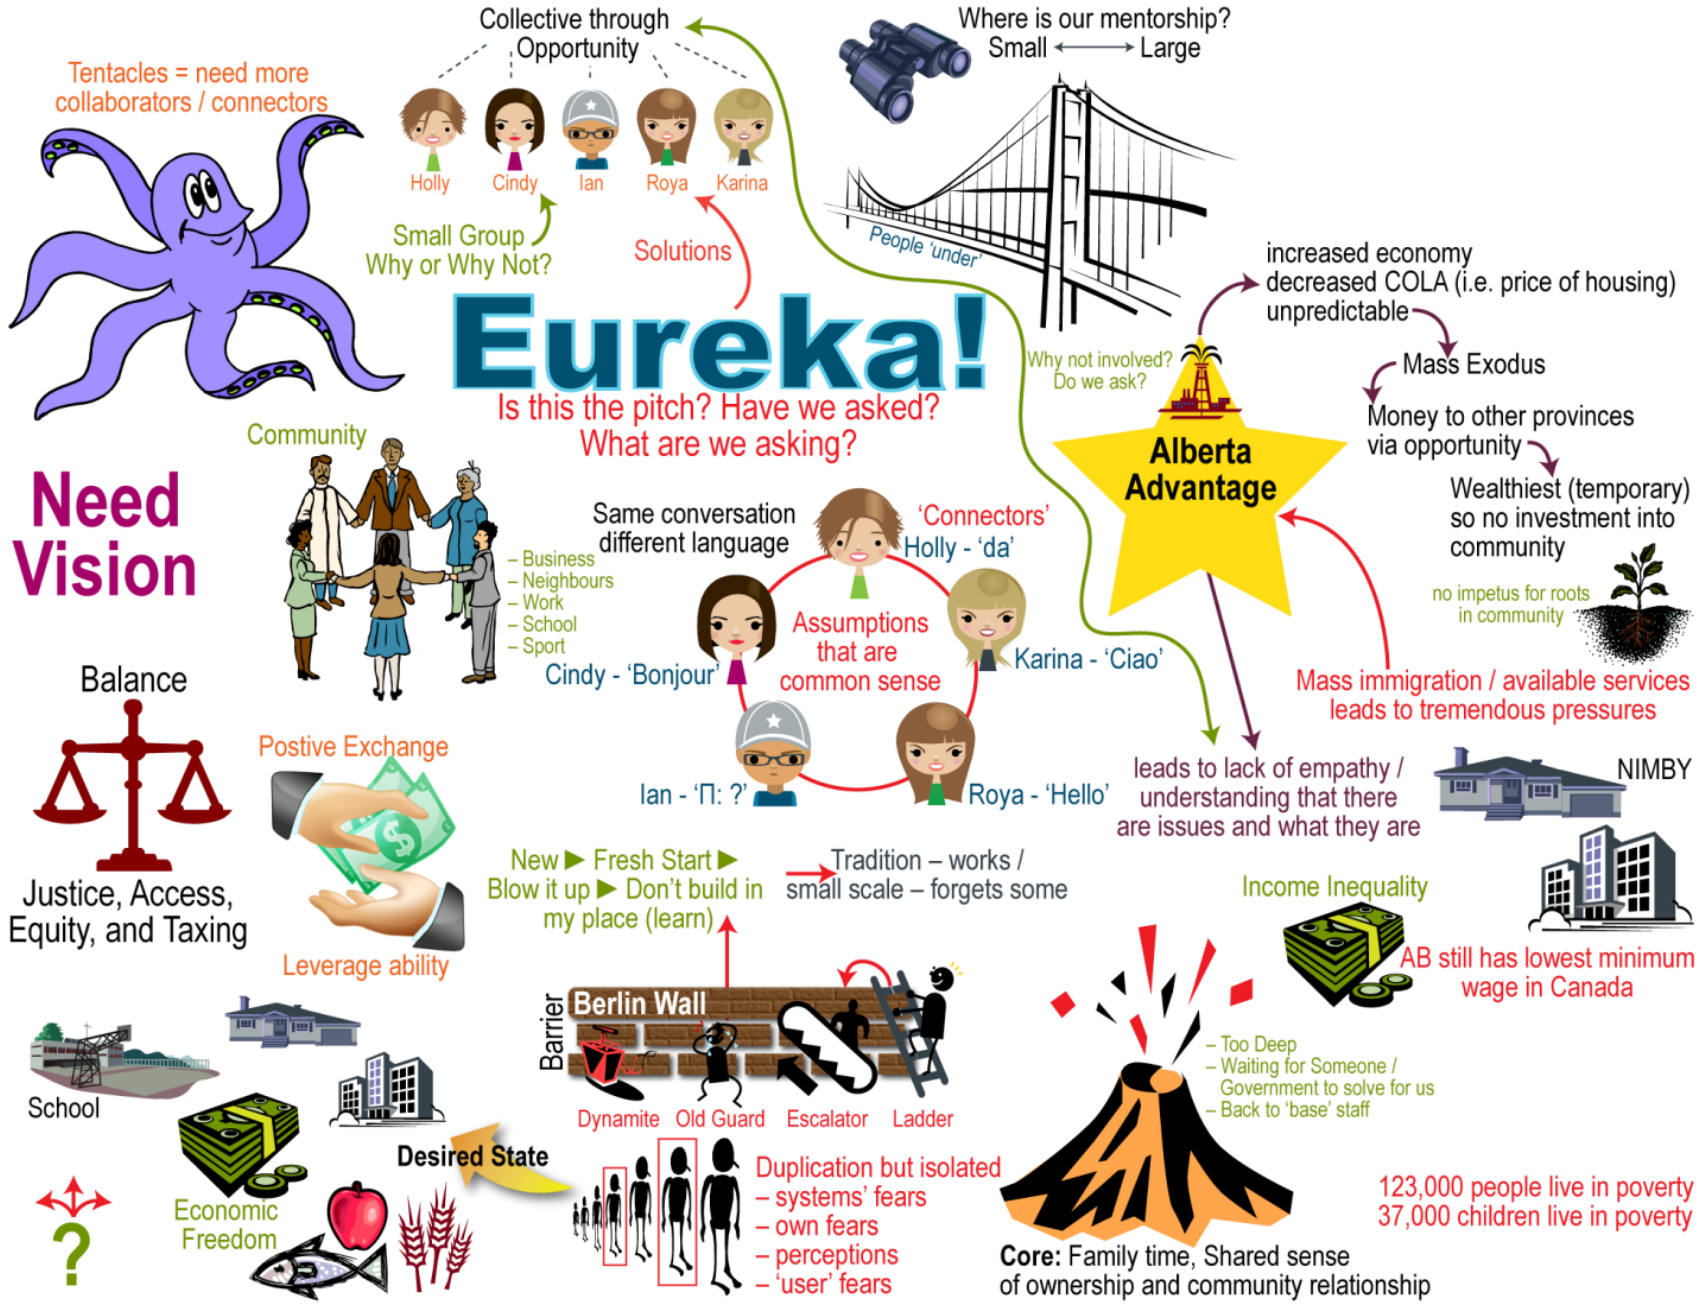 Collective through
Opportunity
Where is our mentorship?
Small
Large
Tentacles = need more
collaborators / connectors
Holly
Cindy
Ian
Roya
Karina
Small Group
Why or Why Not?
Solutions
People 'under'
increased economy
decreased COLA (i.e. price of housing)
unpredictable
Mass Exodus
Money to other provinces
via opportunity
Wealthiest (temporary)
so no investment into
community
no impetus for roots
in community
Eureka!
Is this the pitch? Have we asked?
What are we asking?
Why not involved?
Do we ask?
Alberta
Advantage
Mass immigration / available services
leads to tremendous pressures
Community
– Business
– Neighbours
– Work
– School
– Sport
Need
Vision
Same conversation
different language
'Connectors'
Holly - 'da'
Cindy - 'Bonjour'
Karina - 'Ciao'
Assumptions
that are
common sense
Ian - 'П: ?'
Roya - 'Hello'
leads to lack of empathy /
understanding that there
are issues and what they are
NIMBY
Balance
Justice, Access,
Equity, and Taxing
Postive Exchange
Leverage ability
New ► Fresh Start ►
Blow it up ► Don't build in
my place (learn)
Tradition – works /
small scale – forgets some
Income Inequality
AB still has lowest minimum
wage in Canada
Barrier
Berlin Wall
Dynamite
Old Guard
Escalator
Ladder
– Too Deep
– Waiting for Someone /
Government to solve for us
– Back to 'base' staff
School
Economic
Freedom
?
Desired State
Duplication but isolated
– systems' fears
– own fears
– perceptions
– 'user' fears
Core: Family time, Shared sense
of ownership and community relationship
123,000 people live in poverty
37,000 children live in poverty